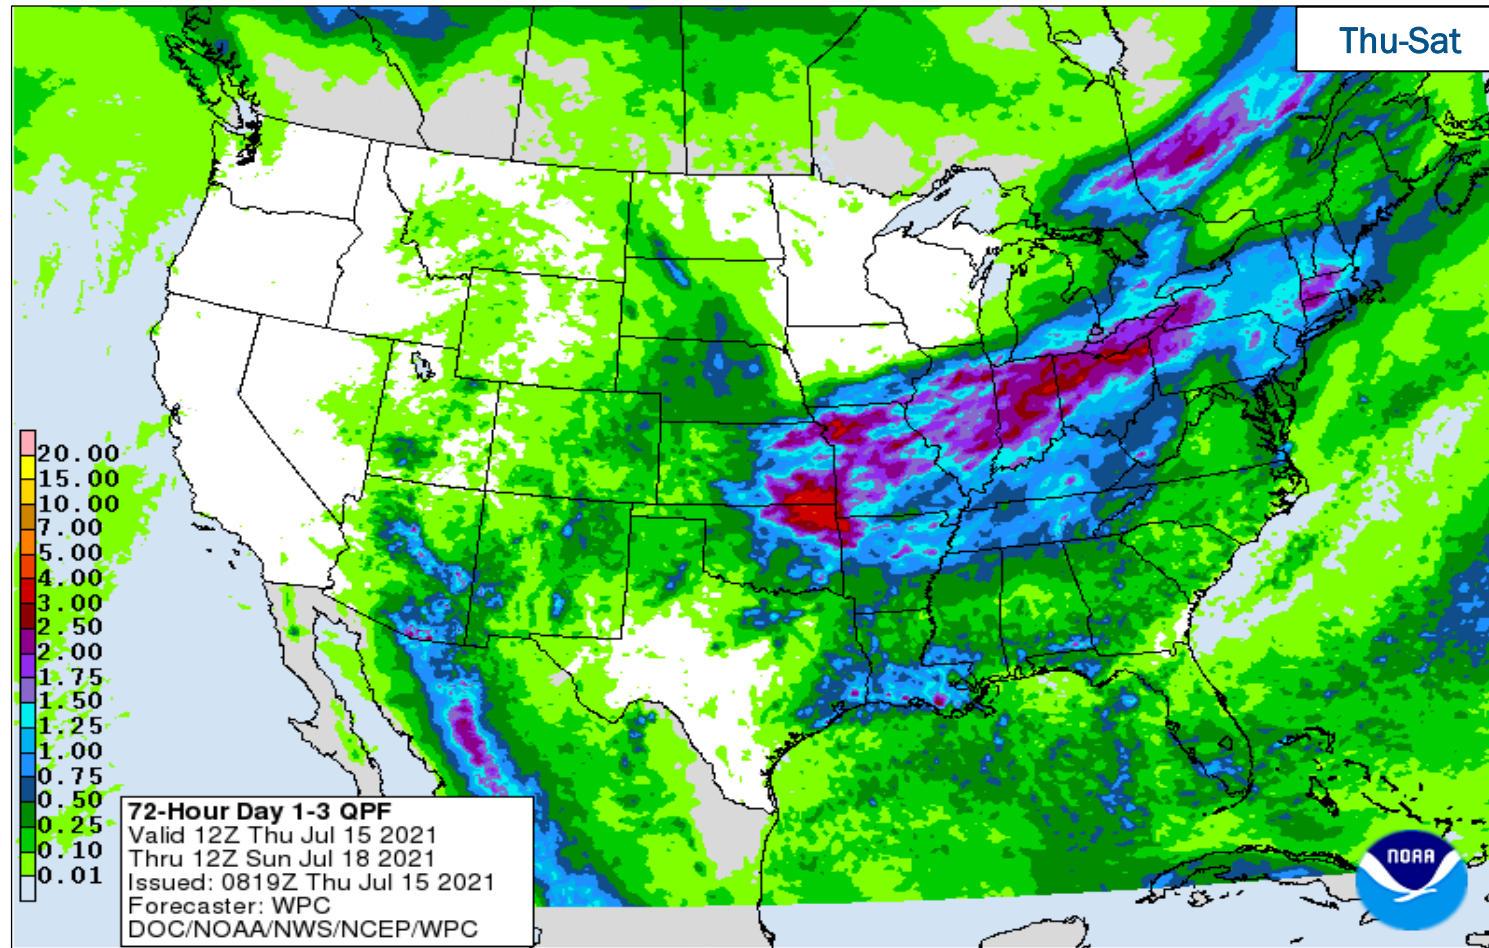 Thu-Sat
20.00
15.00
10.00
7.00
5.00
4.00
3.00
2.50
2.00
1.75
1.50
1.25
1.00
0.75
0.50
0.25
0.10
0.01
72-Hour Day 1-3 QPF
Valid 12Z Thu Jul 15 2021
Thru 12Z Sun Jul 18 2021
Issued: 0819Z Thu Jul 15 2021
Forecaster: WPC
DOC/NOAA/NWS/NCEP/WPC
NOAA